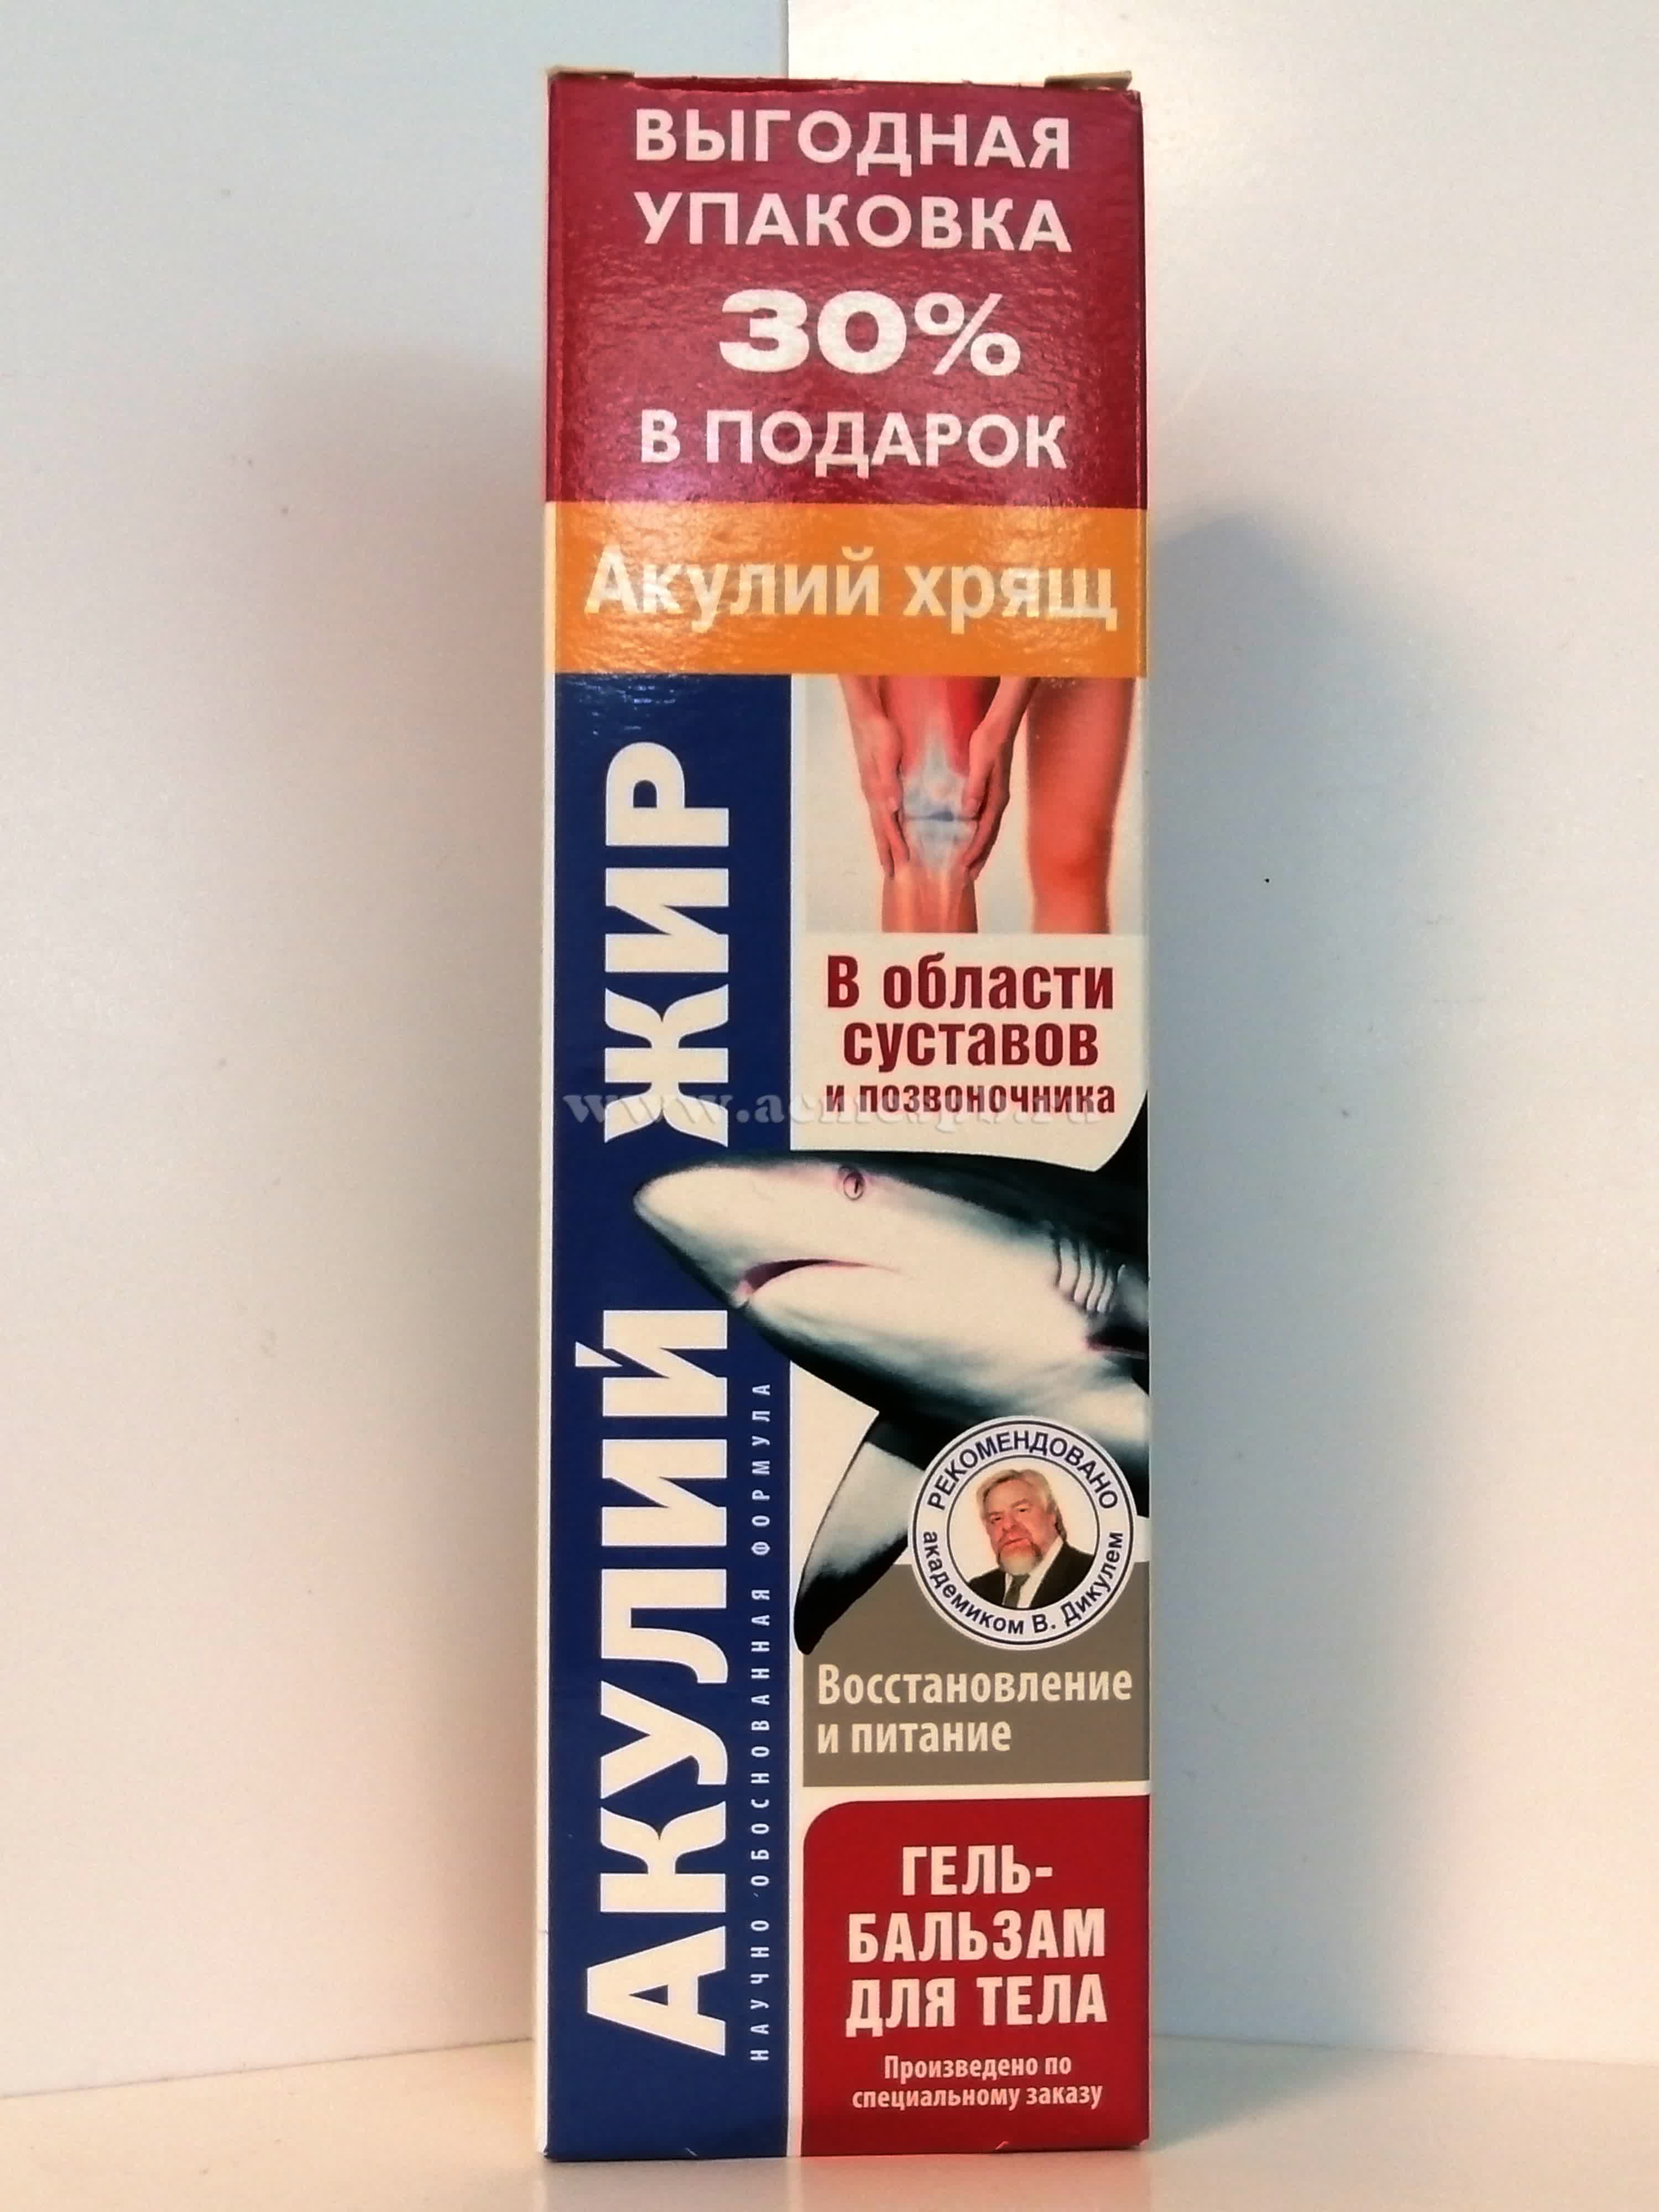 ВЫГОДНАЯ
УПАКОВКА
30%
В ПОДАРОК
Акулий хрящ
АКУЛИЙ ЖИР
НАУЧНО ОБОСНОВАННАЯ ФОРМУЛА
В области
суставов
и позвоночника
РЕКОМЕНДОВАНО
академиком В. Дикулем
Восстановление
и питание
ГЕЛЬ-
БАЛЬЗАМ
ДЛЯ ТЕЛА
Произведено по
специальному заказу